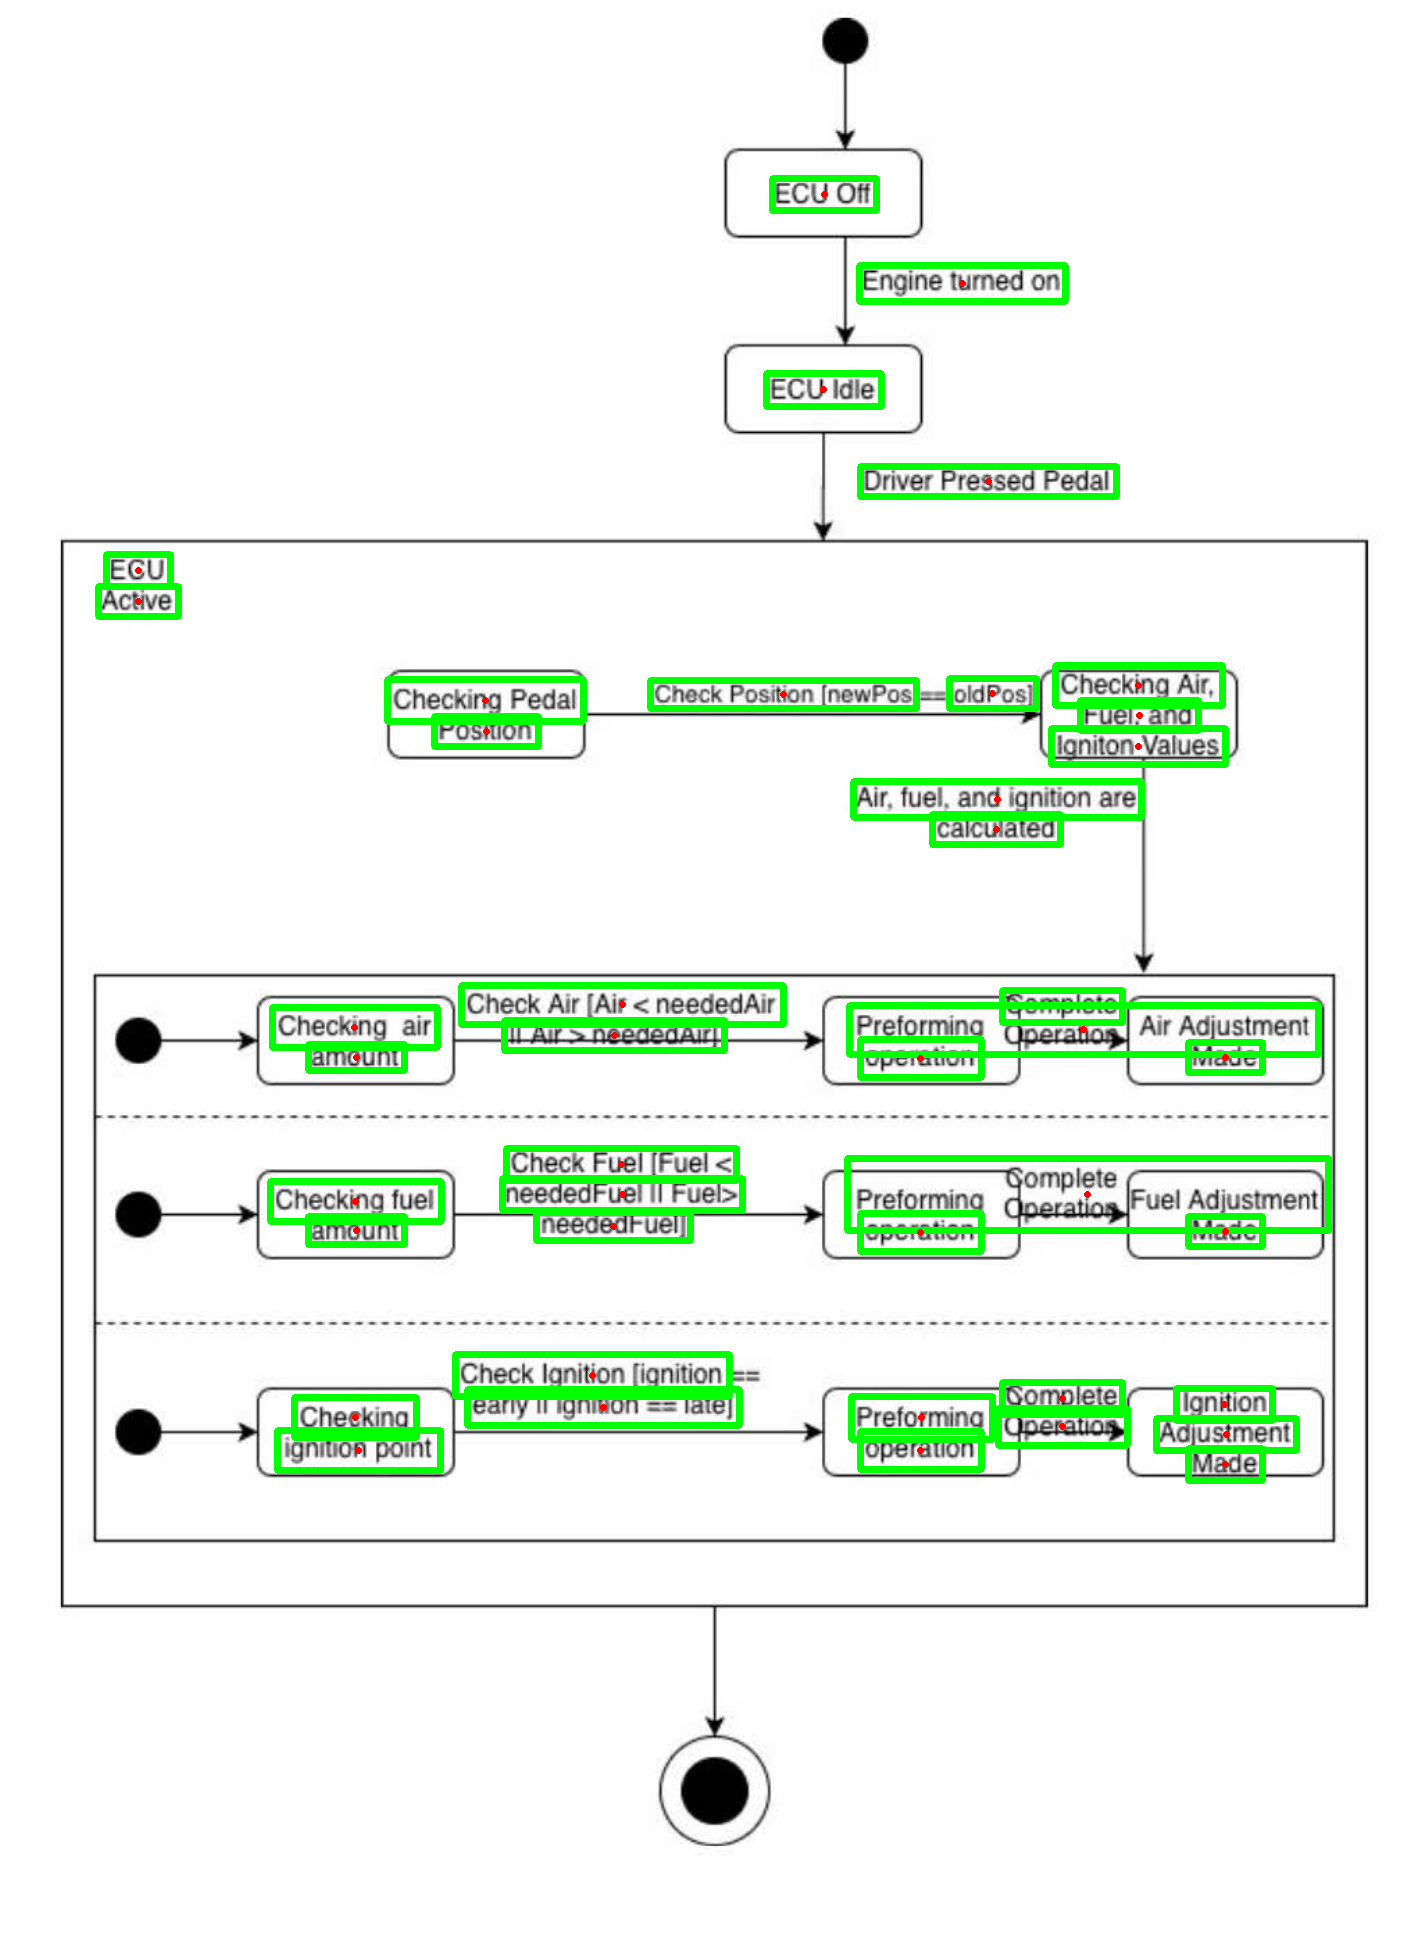 ECU Off
Engine turned on
ECU Idle
Driver Pressed Pedal
ECU
Active
Checking Pedal
Position
Check Position [newPos == oldPos]
Checking Air,
Fuel, and
Igniton Values
Air, fuel, and ignition are
calculated
Checking air
amount
Check Air [Air < neededAir
|| Air > neededAir]
Preforming
operation
Complete
Operation
Air Adjustment
Made
Checking fuel
amount
Check Fuel [Fuel <
neededFuel || Fuel>
neededFuel]
Preforming
operation
Complete
Operation
Fuel Adjustment
Made
Checking
ignition point
Check Ignition [ignition ==
early || ignition == late]
Preforming
operation
Complete
Operation
Ignition
Adjustment
Made